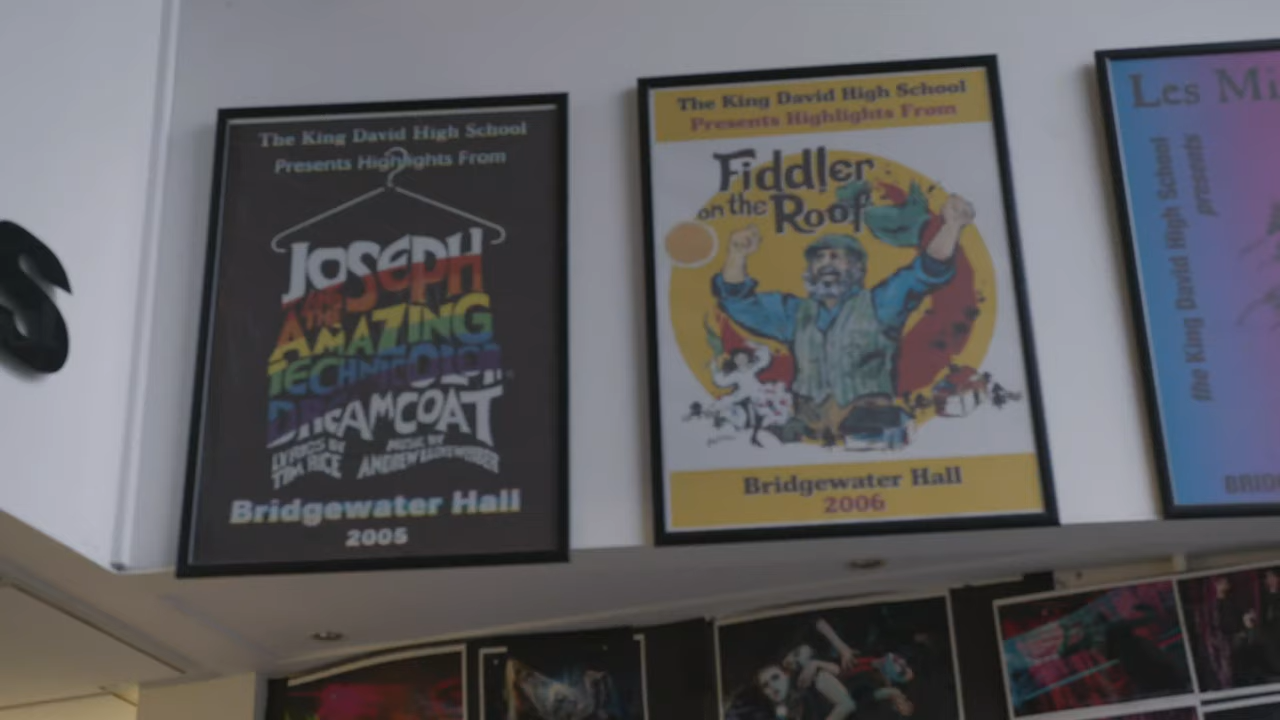 S
The King David High School
Presents Highlights From
JOSEPH
AND THE
AMAZING
TECHNICOLOR
DREAMCOAT
LYRICS BY
TIM RICE
MUSIC BY
ANDREW LLOYD WEBBER
Bridgewater Hall
2005
The King David High School
Presents Highlights From
Fiddler
on the Roof
Bridgewater Hall
2006
Les Mi
the King David High School
presents
BRID